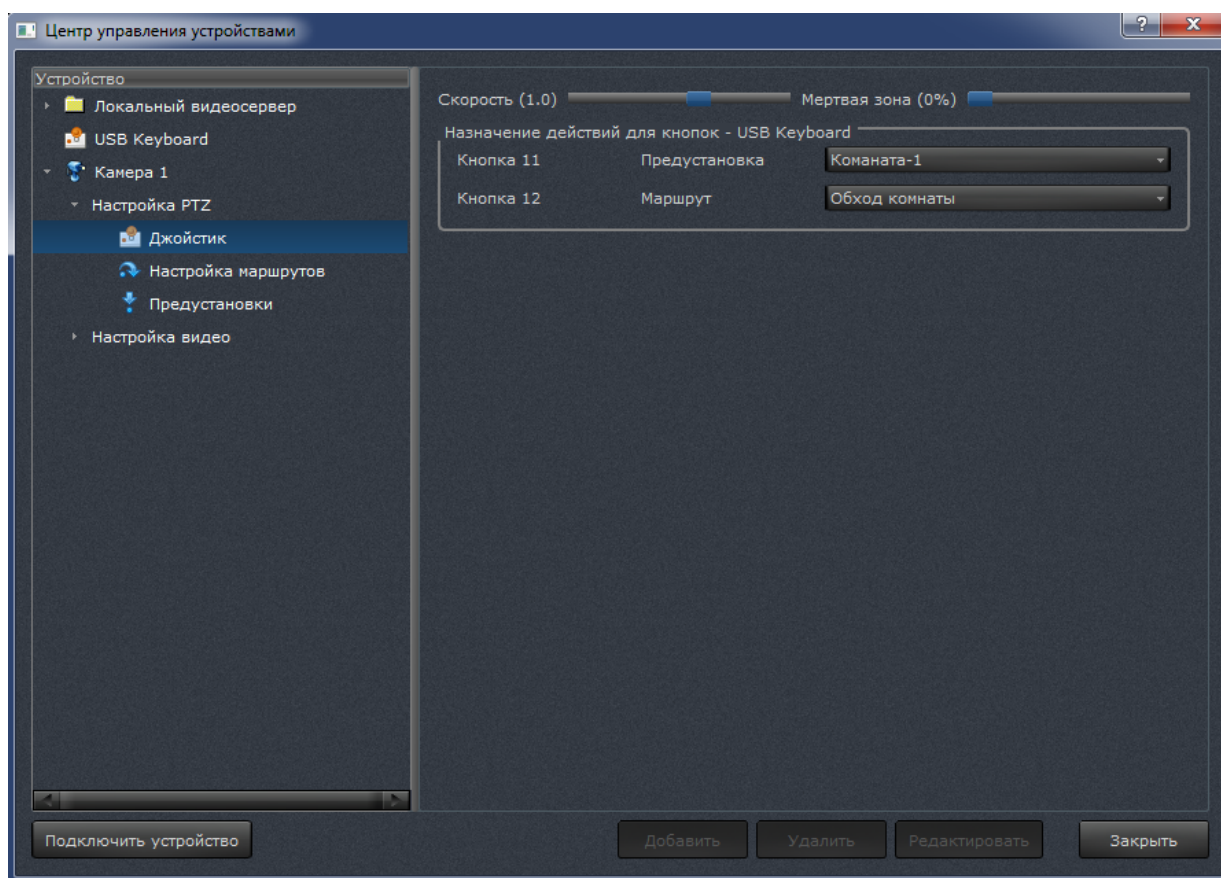 Центр управления устройствами
Устройство
Локальный видеосервер
USB Keyboard
Камера 1
Настройка PTZ
Джойстик
Настройка маршрутов
Предустановки
Настройка видео
Скорость (1.0) Мертвая зона (0%)
Назначение действий для кнопок - USB Keyboard
Кнопка 11 Предустановка Команата-1
Кнопка 12 Маршрут Обход комнаты
Подключить устройство Добавить Удалить Редактировать Закрыть